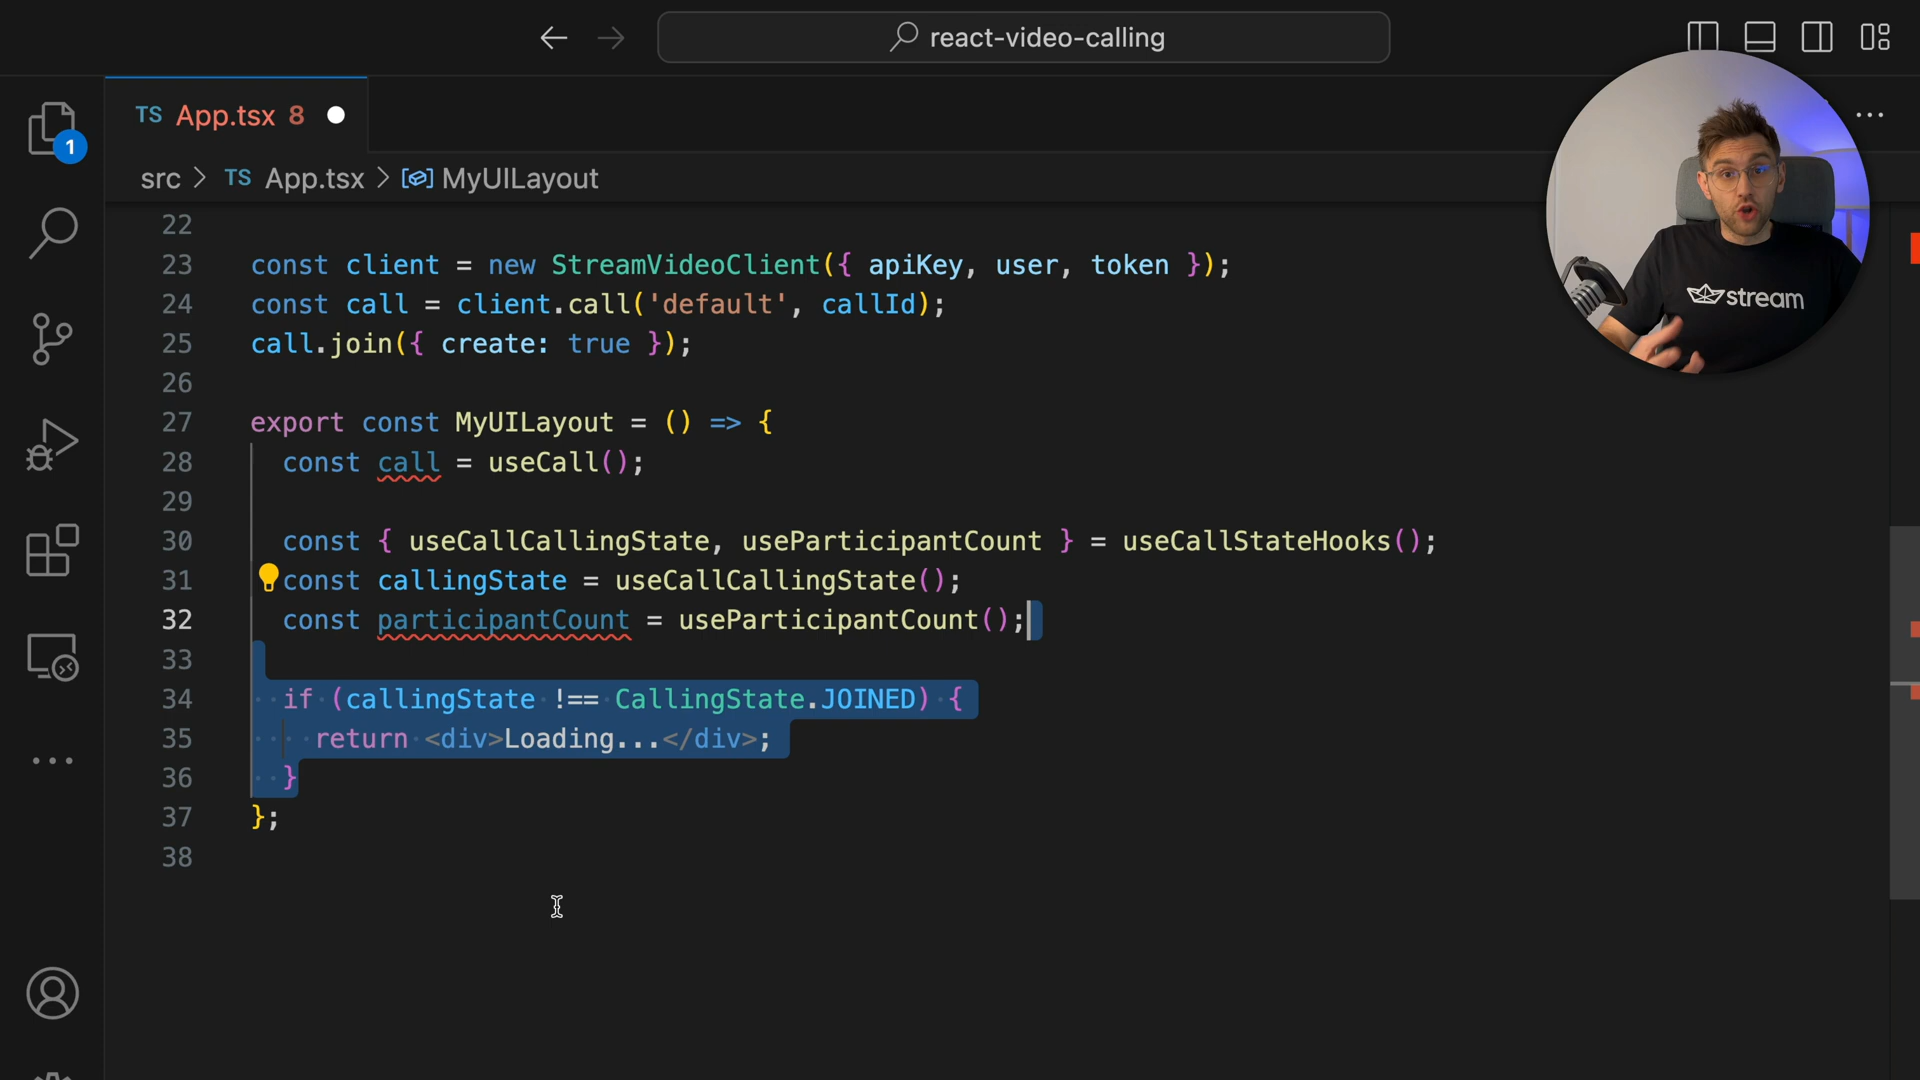 react-video-calling
TS App.tsx 8
1
src > TS App.tsx > MyUILayout
stream
22
23 const client = new StreamVideoClient({ apiKey, user, token });
24 const call = client.call('default', callId);
25 call.join({ create: true });
26
27 export const MyUILayout = () => {
28 const call = useCall();
29
30 const { useCallCallingState, useParticipantCount } = useCallStateHooks();
31 const callingState = useCallCallingState();
32 const participantCount = useParticipantCount();
33
34 if (callingState !== CallingState.JOINED) {
35 return <div>Loading...</div>;
36 }
37 };
38